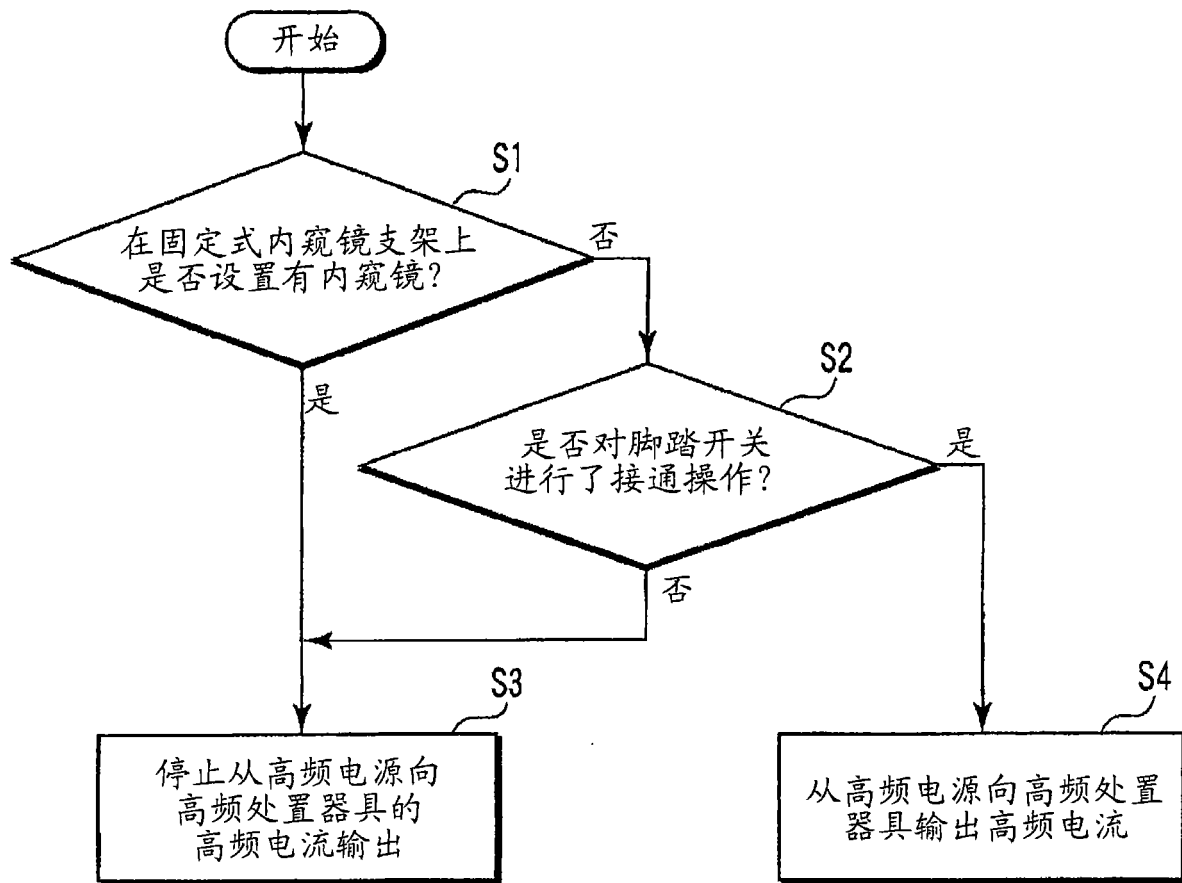 开始
S1
在固定式内窥镜支架上
是否设置有内窥镜?
否
是
S2
是否对脚踏开关
进行了接通操作?
是
否
S3
停止从高频电源向
高频处置器具的
高频电流输出
S4
从高频电源向高频处置
器具输出高频电流